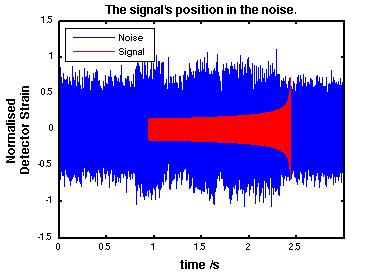 The signal's position in the noise.
1.5
Noise
Signal
1
0.5
0
-0.5
-1
-1.5
Normalised
Detector Strain
0 0.5 1 1.5 2 2.5
time /s